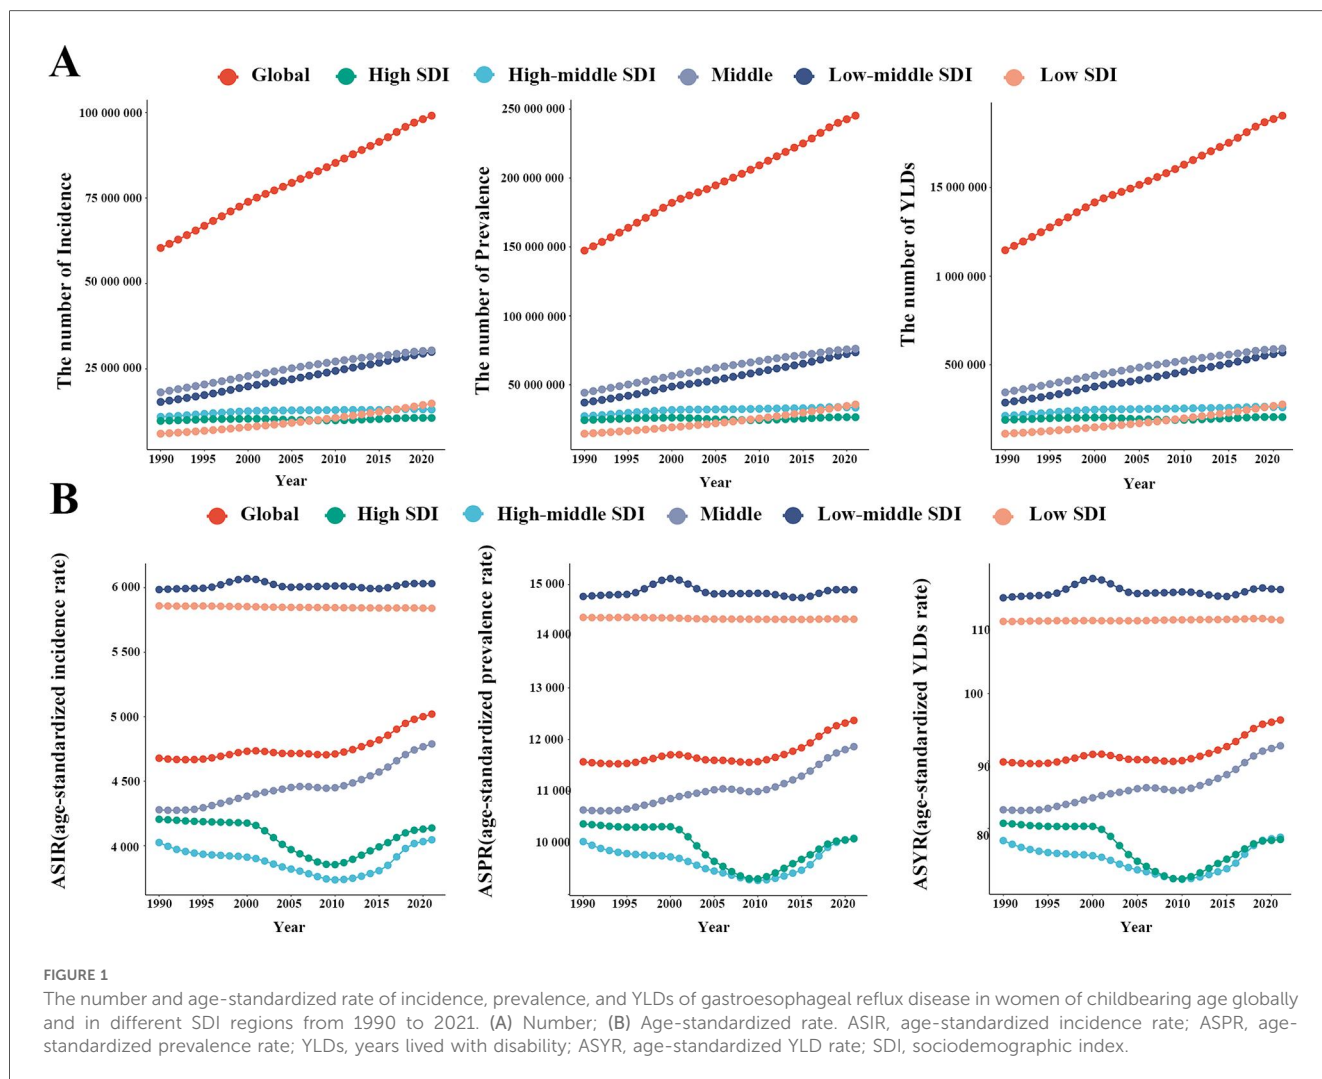 A
Global High SDI High-middle SDI Middle Low-middle SDI Low SDI
The number of Incidence
100 000 000
75 000 000
50 000 000
25 000 000
1990 1995 2000 2005 2010 2015 2020
Year
The number of Prevalence
250 000 000
200 000 000
150 000 000
100 000 000
50 000 000
1990 1995 2000 2005 2010 2015 2020
Year
The number of YLDs
15 000 000
1 000 000
500 000
1990 1995 2000 2005 2010 2015 2020
Year
B
Global High SDI High-middle SDI Middle Low-middle SDI Low SDI
ASIR(age-standardized incidence rate)
6 000
5 500
5 000
4 500
4 000
1990 1995 2000 2005 2010 2015 2020
Year
ASPR(age-standardized prevalence rate)
15 000
14 000
13 000
12 000
11 000
10 000
1990 1995 2000 2005 2010 2015 2020
Year
ASYR(age-standardized YLDs rate)
110
100
90
80
1990 1995 2000 2005 2010 2015 2020
Year
FIGURE 1
The number and age-standardized rate of incidence, prevalence, and YLDs of gastroesophageal reflux disease in women of childbearing age globally
and in different SDI regions from 1990 to 2021. (A) Number; (B) Age-standardized rate. ASIR, age-standardized incidence rate; ASPR, age-
standardized prevalence rate; YLDs, years lived with disability; ASYR, age-standardized YLD rate; SDI, sociodemographic index.